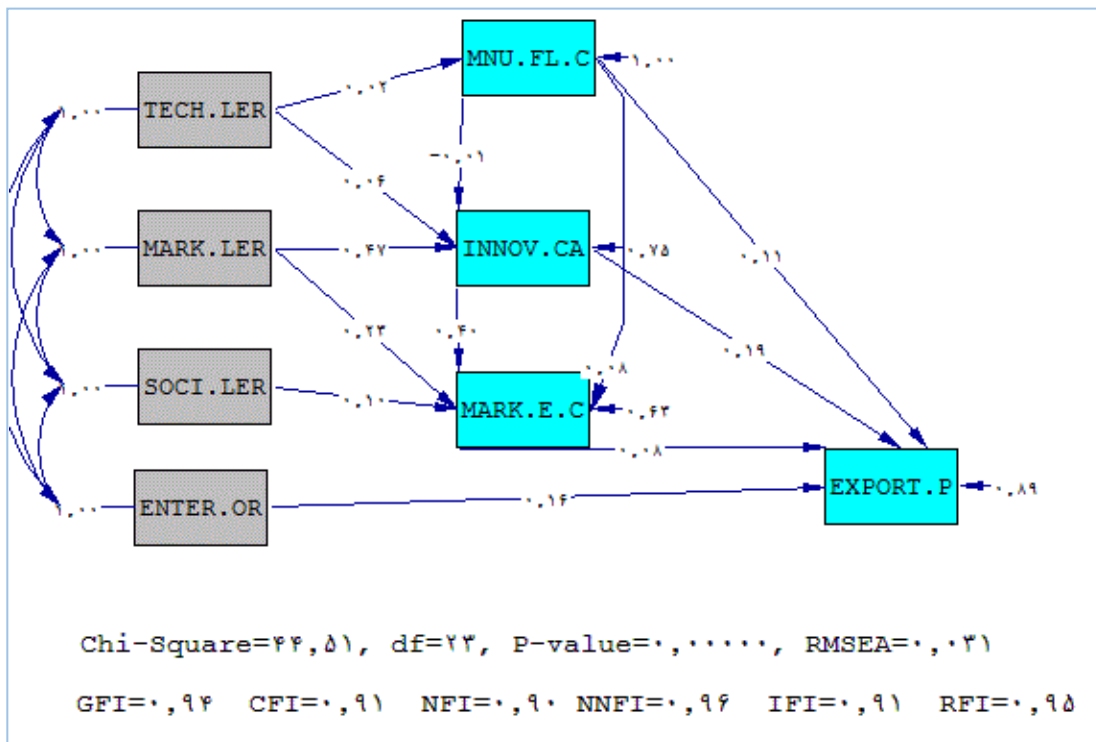 MNU.FL.C
۱,۰۰
۱,۰۰
TECH.LER
۰,۰۲
-۰,۰۱
۰,۰۴
۱,۰۰
MARK.LER
۰,۴۷
INNOV.CA
۰,۷۵
۰,۱۱
۰,۲۳
۰,۴۰
۰,۱۹
۱,۰۰
SOCI.LER
۰,۱۰
۰,۰۸
MARK.E.C
۰,۶۳
۰,۰۸
۱,۰۰
ENTER.OR
۰,۱۴
EXPORT.P
۰,۸۹
Chi-Square=۴۴,۵۱, df=۲۳, P-value=۰,۰۰۰۰۰, RMSEA=۰,۰۳۱
GFI=۰,۹۴ CFI=۰,۹۱ NFI=۰,۹۰ NNFI=۰,۹۶ IFI=۰,۹۱ RFI=۰,۹۵